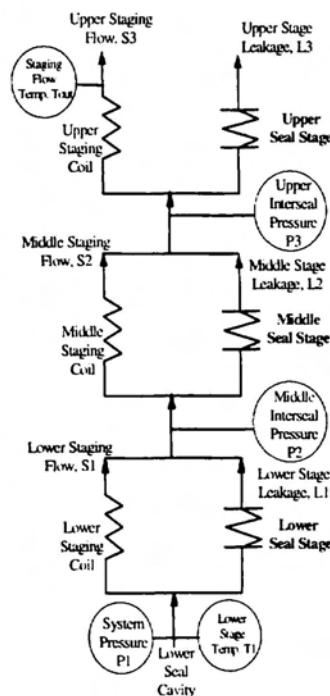 Upper Staging
Flow, S3
Upper Stage
Leakage, L3
Staging
Flow
Temp. Tout
Upper
Staging
Coil
Upper
Seal Stage
Upper
Interseal
Pressure
P3
Middle Staging
Flow, S2
Middle Stage
Leakage, L2
Middle
Staging
Coil
Middle
Seal Stage
Middle
Interseal
Pressure
P2
Lower Staging
Flow, S1
Lower Stage
Leakage, L1
Lower
Staging
Coil
Lower
Seal Stage
System
Pressure
P1
Lower
Stage
Temp. T1
Lower
Seal
Cavity